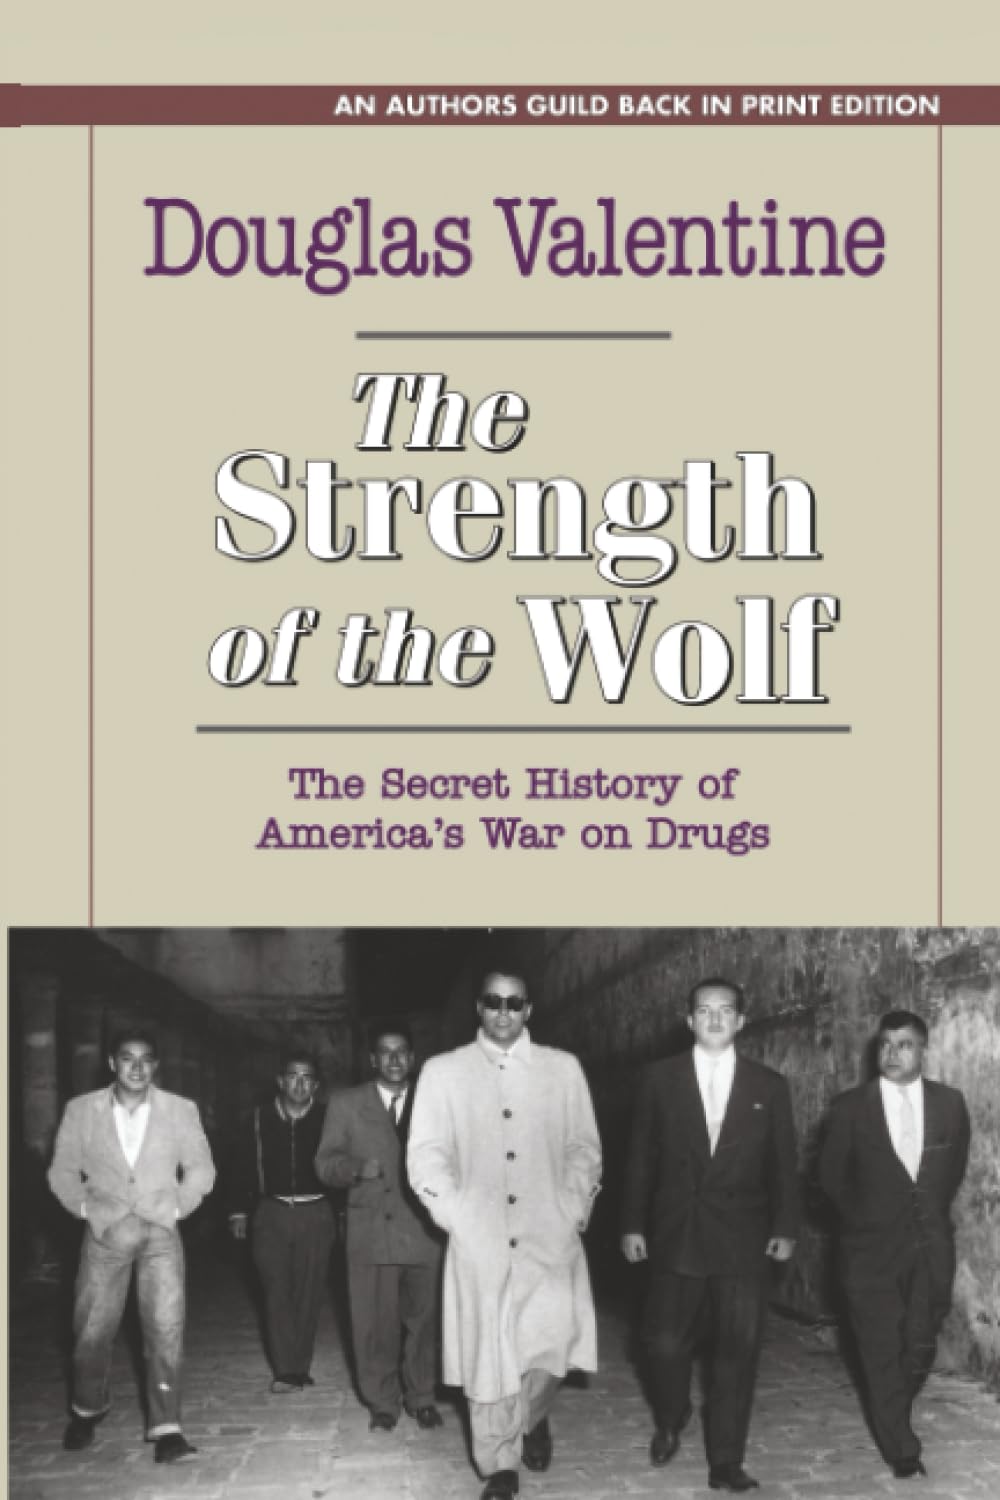 AN AUTHORS GUILD BACK IN PRINT EDITION
Douglas Valentine
The
Strength
of the Wolf
The Secret History of
America's War on Drugs